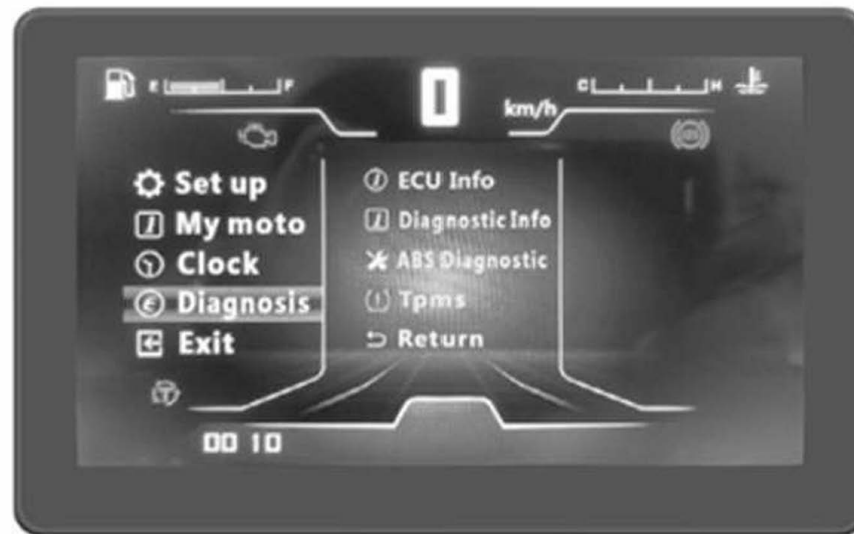 E F
0
km/h
C H
Set up
My moto
Clock
Diagnosis
Exit
ECU Info
Diagnostic Info
ABS Diagnostic
Tpms
Return
00 10